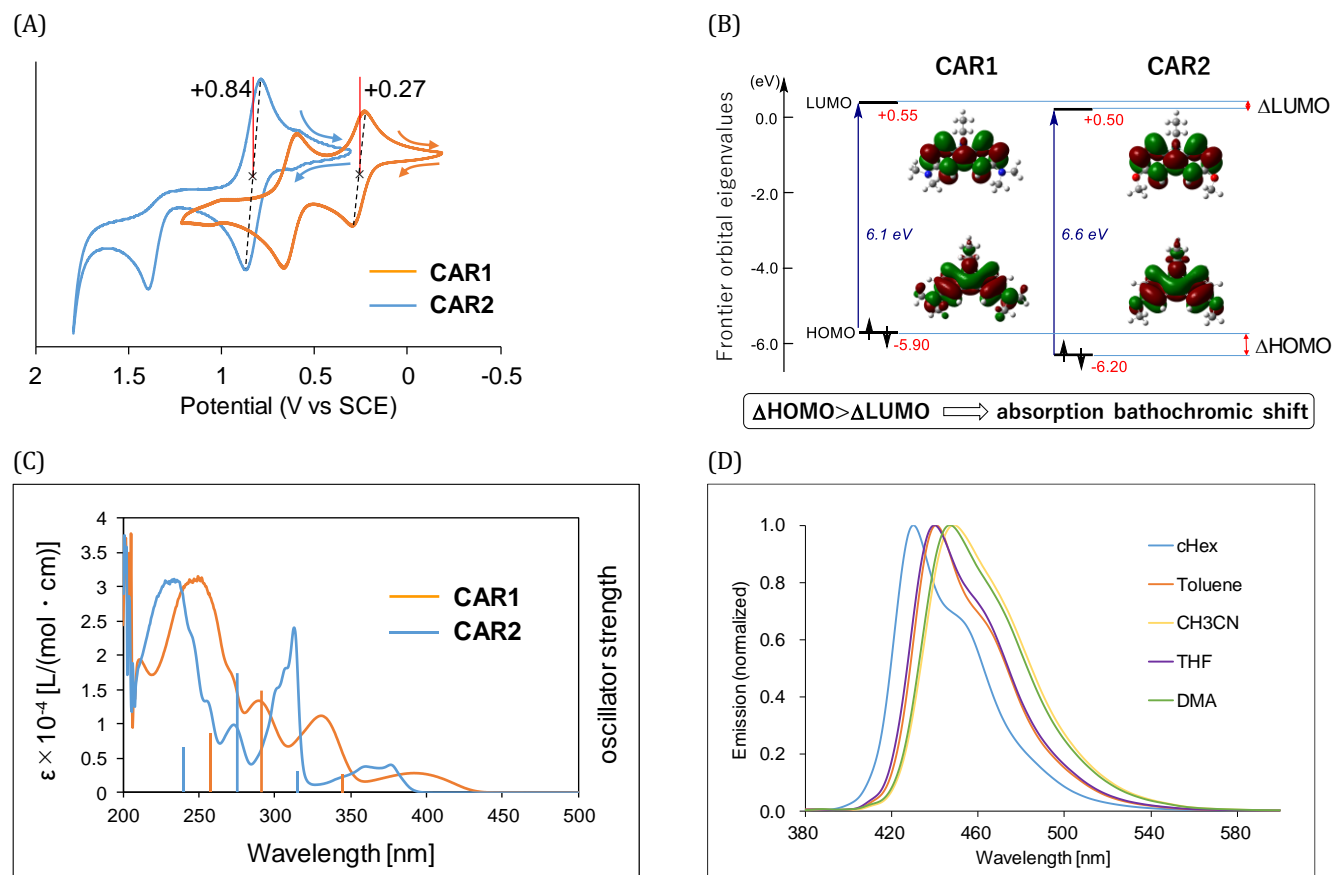 (A)
+0.84
+0.27
CAR1
CAR2
2
1.5
1
0.5
0
-0.5
Potential (V vs SCE)
(B)
(eV)
CAR1
CAR2
Frontier orbital eigenvalues
0.0
-2.0
-4.0
-6.0
LUMO
+0.55
+0.50
ΔLUMO
6.1 eV
6.6 eV
HOMO
-5.90
-6.20
ΔHOMO
ΔHOMO>ΔLUMO ⇨ absorption bathochromic shift
(C)
ε × 10⁻⁴ [L/(mol・cm)]
4
3.5
3
2.5
2
1.5
1
0.5
0
CAR1
CAR2
oscillator strength
200
250
300
350
400
450
500
Wavelength [nm]
(D)
Emission (normalized)
1.0
0.8
0.6
0.4
0.2
0.0
cHex
Toluene
CH3CN
THF
DMA
380
420
460
500
540
580
Wavelength [nm]